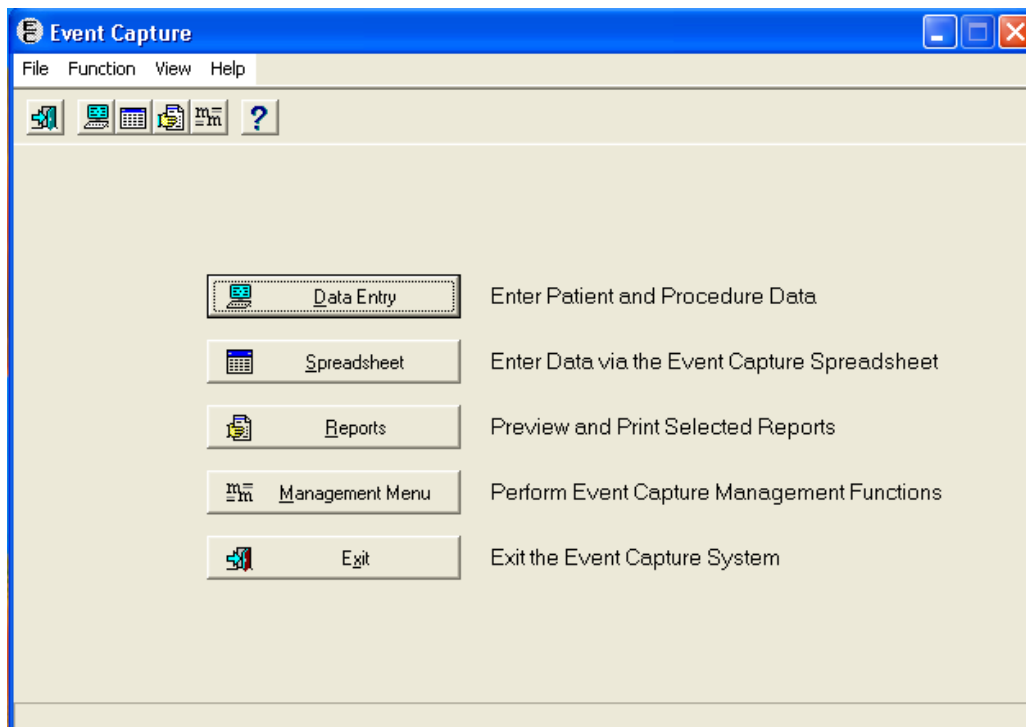 Event Capture
File Function View Help
Data Entry Enter Patient and Procedure Data
Spreadsheet Enter Data via the Event Capture Spreadsheet
Reports Preview and Print Selected Reports
Management Menu Perform Event Capture Management Functions
Exit Exit the Event Capture System